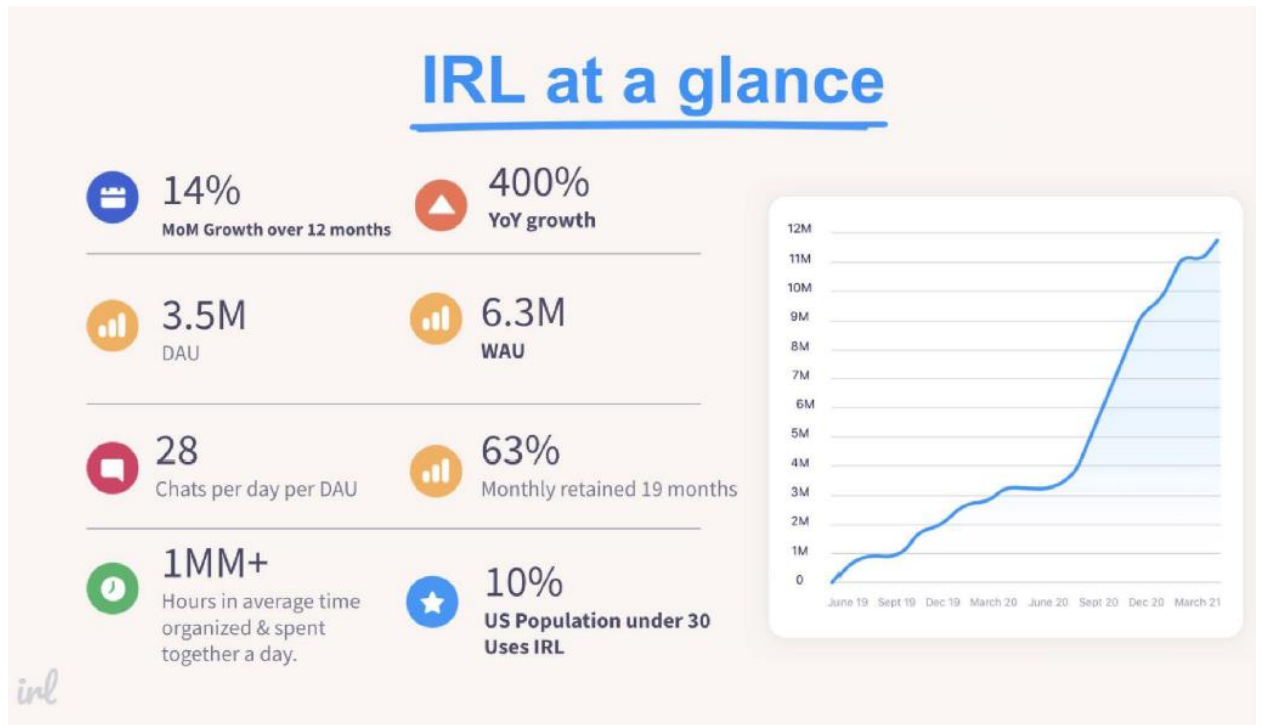 IRL at a glance
14%
MoM Growth over 12 months
400%
YoY growth
3.5M
DAU
6.3M
WAU
28
Chats per day per DAU
63%
Monthly retained 19 months
1MM+
Hours in average time
organized & spent
together a day.
10%
US Population under 30
Uses IRL
12M
11M
10M
9M
8M
7M
6M
5M
4M
3M
2M
1M
0
June 19 Sept 19 Dec 19 March 20 June 20 Sept 20 Dec 20 March 21
irl